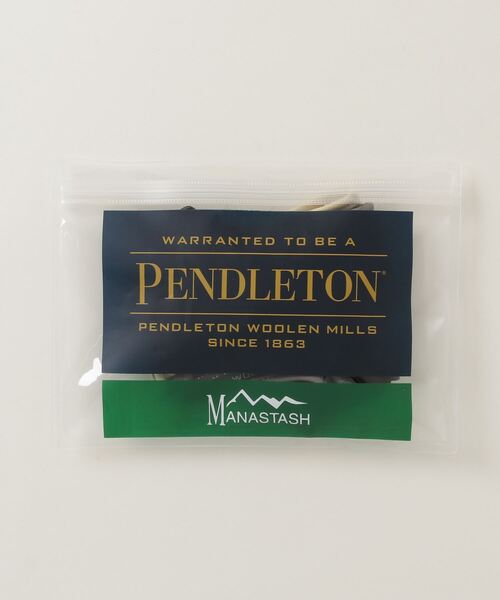 WARRANTED TO BE A
PENDLETON®
PENDLETON WOOLEN MILLS
SINCE 1863
MANASTASH